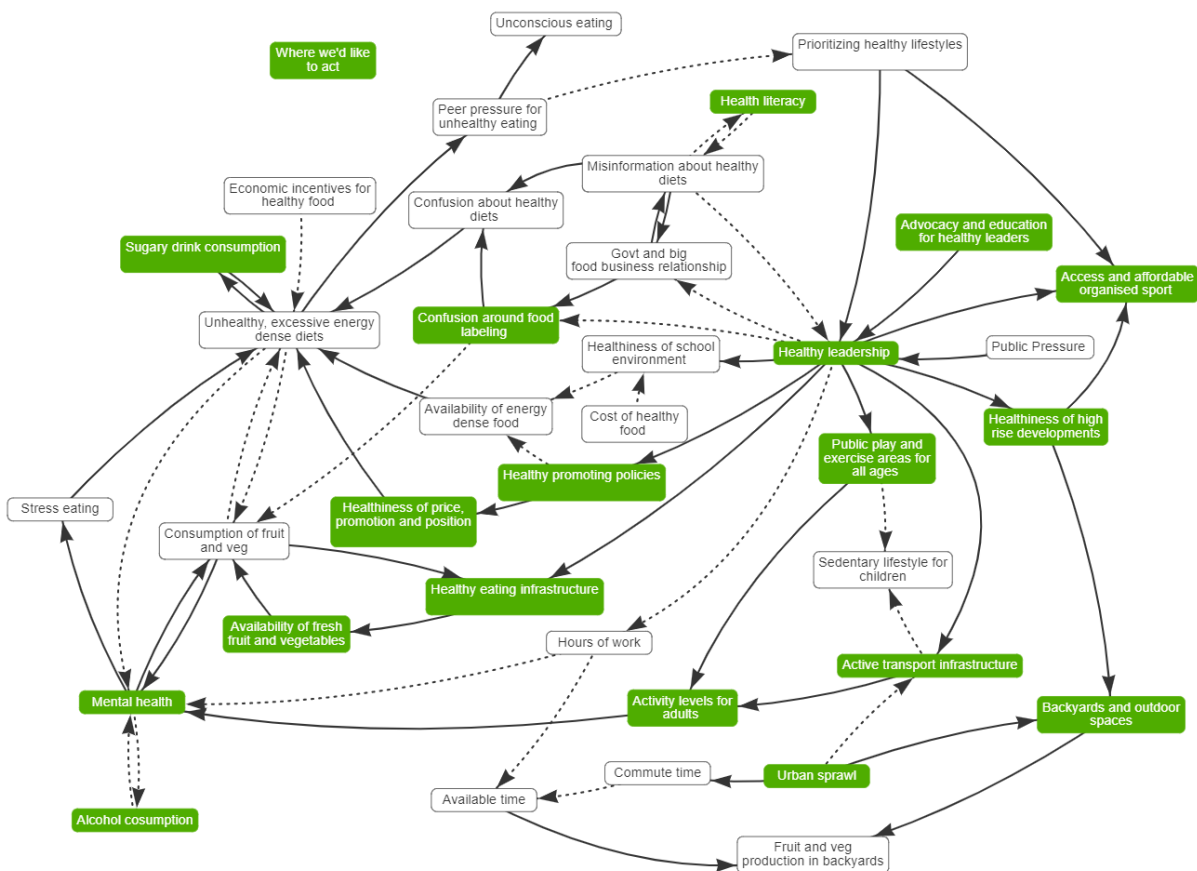 Unconscious eating
Where we'd like
to act
Prioritizing healthy lifestyles
Peer pressure for
unhealthy eating
Health literacy
Misinformation about healthy
diets
Economic incentives for
healthy food
Confusion about healthy
diets
Sugary drink consumption
Govt and big
food business relationship
Advocacy and education
for healthy leaders
Access and affordable
organised sport
Unhealthy, excessive energy
dense diets
Confusion around food
labeling
Healthiness of school
environment
Healthy leadership
Public Pressure
Availability of energy
dense food
Cost of healthy
food
Healthiness of high
rise developments
Public play and
exercise areas for
all ages
Healthy promoting policies
Stress eating
Healthiness of price,
promotion and position
Consumption of fruit
and veg
Sedentary lifestyle for
children
Healthy eating infrastructure
Availability of fresh
fruit and vegetables
Hours of work
Active transport infrastructure
Mental health
Activity levels for
adults
Backyards and outdoor
spaces
Commute time
Urban sprawl
Available time
Alcohol cosumption
Fruit and veg
production in backyards